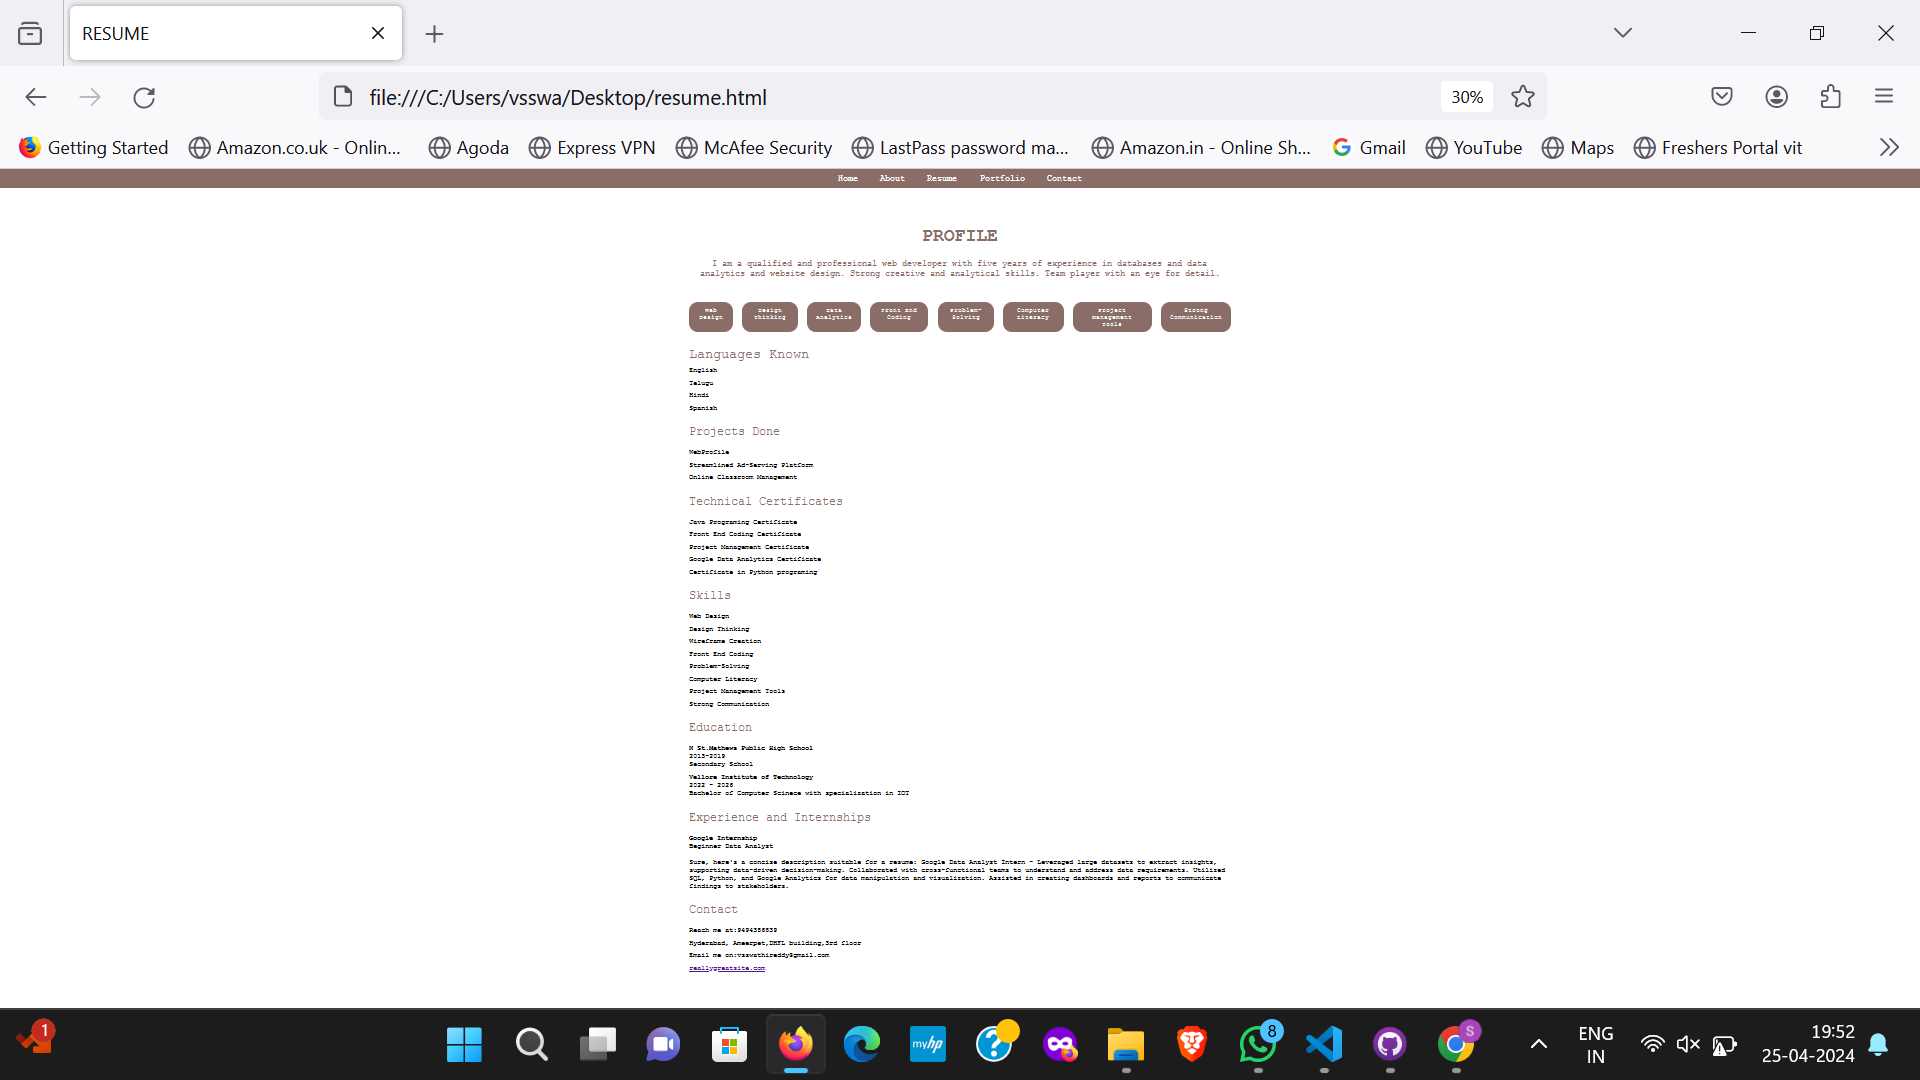 RESUME
file:///C:/Users/vsswa/Desktop/resume.html
30%
Getting Started Amazon.co.uk - Onlin... Agoda Express VPN McAfee Security LastPass password ma... Amazon.in - Online Sh... Gmail YouTube Maps Freshers Portal vit
Home About Resume Portfolio Contact
PROFILE
I am a qualified and professional web developer with five years of experience in databases and data
analytics and website design. Strong creative and analytical skills. Team player with an eye for detail.
Web Design
Design Thinking
Data Analytics
Front End Coding
Problem-Solving
Computer Literacy
Project Management Tools
Strong Communication
Languages Known
English
Telugu
Hindi
Spanish
Projects Done
WebProfile
Streamlined Ad-Serving Platform
Online Classroom Management
Technical Certificates
Java Programing Certificate
Front End Coding Certificate
Project Management Certificate
Google Data Analytics Certificate
Certificate in Python programing
Skills
Web Design
Design Thinking
Wireframe Creation
Front End Coding
Problem-Solving
Computer Literacy
Project Management Tools
Strong Communication
Education
N St.Mathews Public High School
2013-2019
Secondary School
Vellore Institute of Technology
2022 - 2026
Bachelor of Computer Scinece with specialization in IOT
Experience and Internships
Google Internship
Beginner Data Analyst
Sure, here's a concise description suitable for a resume: Google Data Analyst Intern - Leveraged large datasets to extract insights,
supporting data-driven decision-making. Collaborated with cross-functional teams to understand and address data requirements. Utilized
SQL, Python, and Google Analytics for data manipulation and visualization. Assisted in creating dashboards and reports to communicate
findings to stakeholders.
Contact
Reach me at:
Hyderabad, Ameerpet,DHFL building,3rd floor
Email me on:vsswathireddy@gmail.com
reallygreatsite.com
1
myhp
8
S
ENG
IN
19:52
25-04-2024